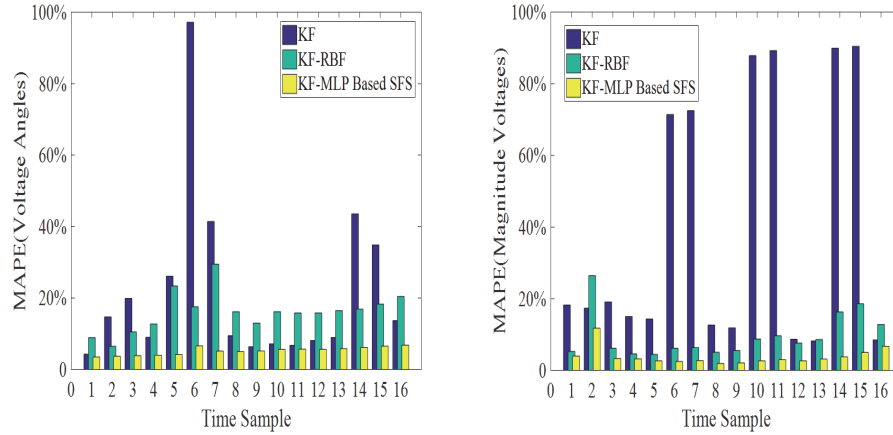 100%
80%
60%
40%
20%
0
MAPE(Voltage Angles)
KF
KF-RBF
KF-MLP Based SFS
0 1 2 3 4 5 6 7 8 9 10 11 12 13 14 15 16
Time Sample
100%
80%
60%
40%
20%
0
MAPE(Magnitude Voltages)
KF
KF-RBF
KF-MLP Based SFS
0 1 2 3 4 5 6 7 8 9 10 11 12 13 14 15 16
Time Sample